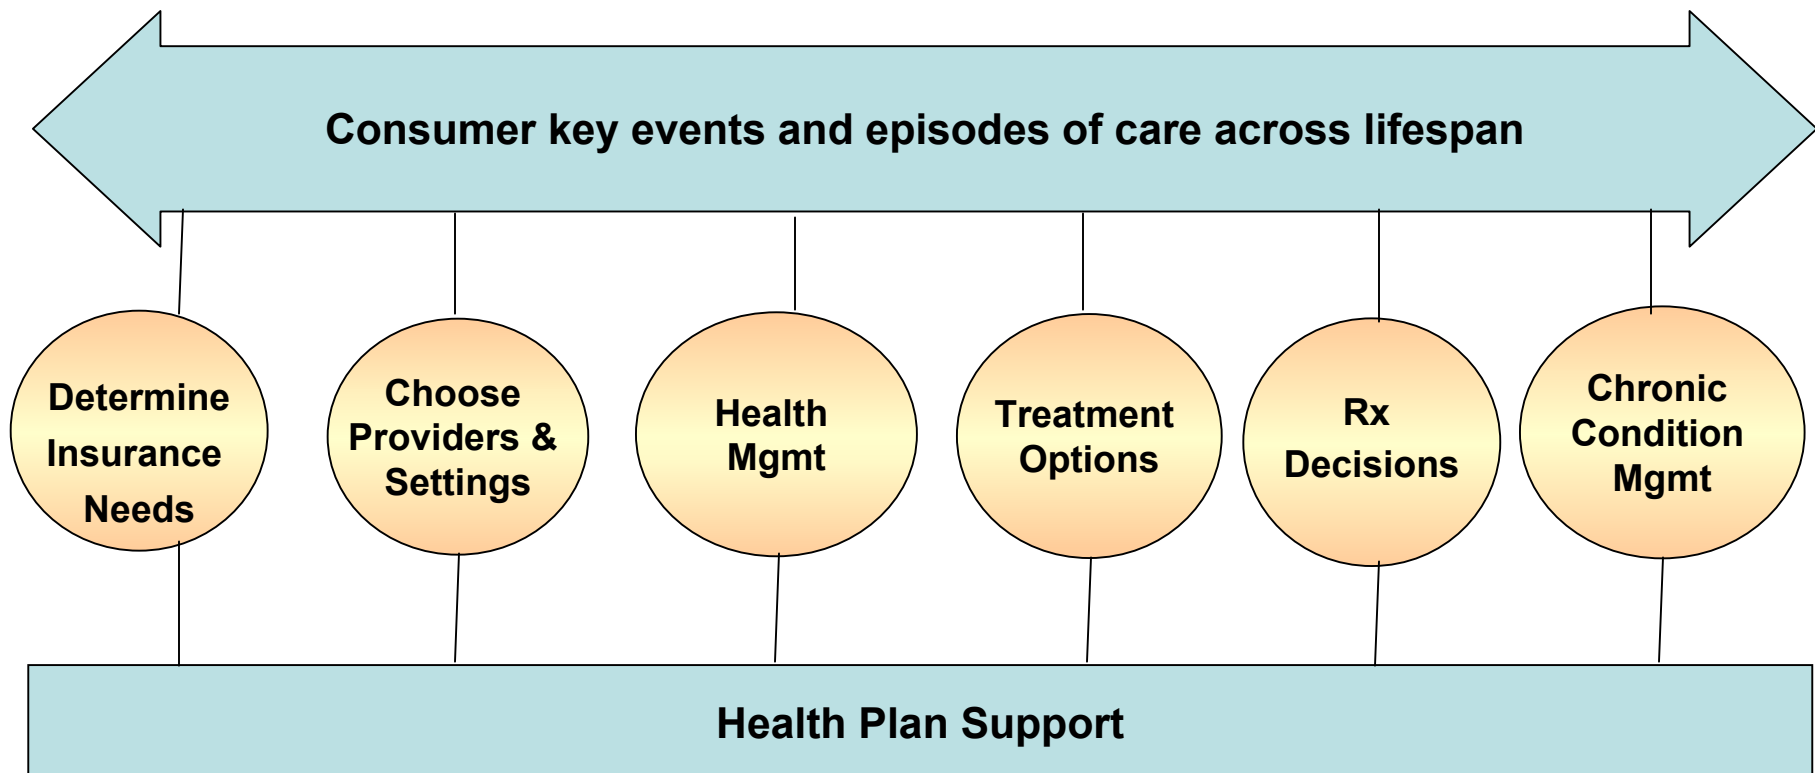 Consumer key events and episodes of care across lifespan
Determine
Insurance
Needs
Choose
Providers &
Settings
Health
Mgmt
Treatment
Options
Rx
Decisions
Chronic
Condition
Mgmt
Health Plan Support